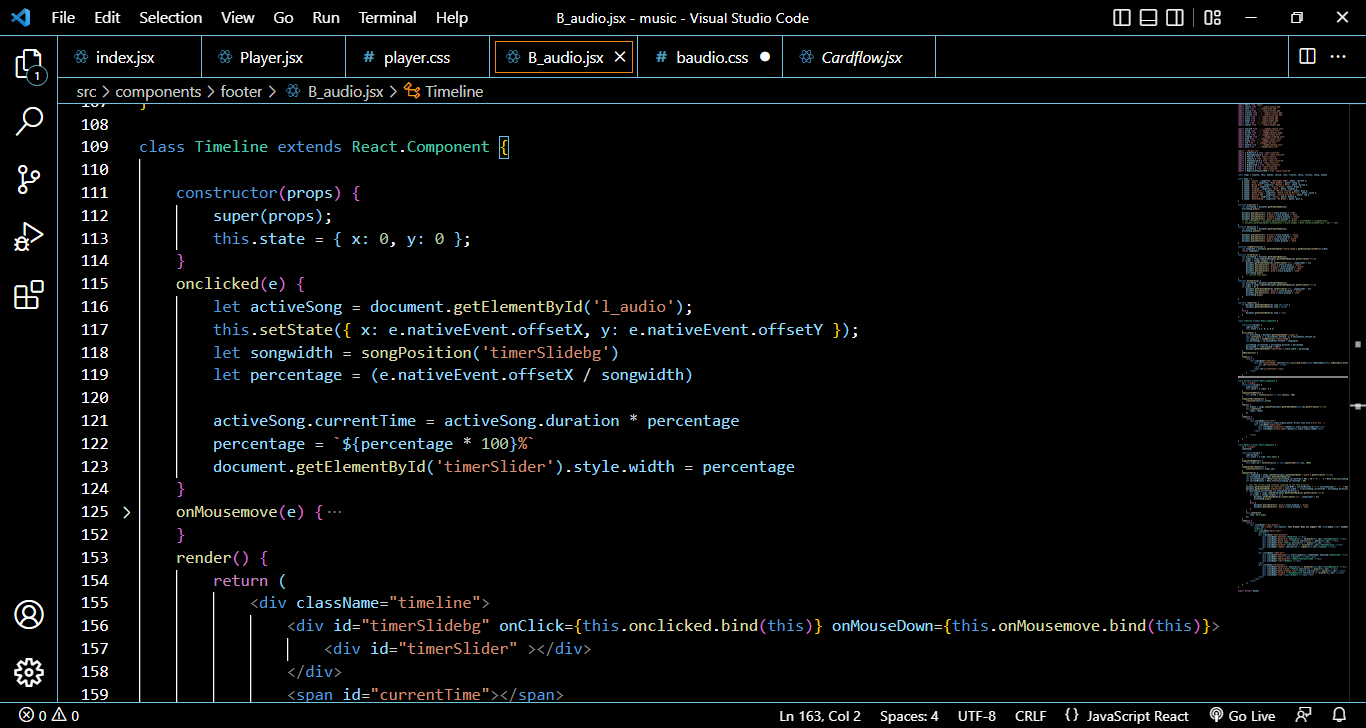 File Edit Selection View Go Run Terminal Help B_audio.jsx - music - Visual Studio Code
index.jsx Player.jsx # player.css B_audio.jsx # baudio.css Cardflow.jsx
1
src > components > footer > B_audio.jsx > Timeline
107 }
108
109 class Timeline extends React.Component {
110
111 constructor(props) {
112 super(props);
113 this.state = { x: 0, y: 0 };
114 }
115 onclicked(e) {
116 let activeSong = document.getElementById('l_audio');
117 this.setState({ x: e.nativeEvent.offsetX, y: e.nativeEvent.offsetY });
118 let songwidth = songPosition('timerSlidebg')
119 let percentage = (e.nativeEvent.offsetX / songwidth)
120
121 activeSong.currentTime = activeSong.duration * percentage
122 percentage = `${percentage * 100}%`
123 document.getElementById('timerSlider').style.width = percentage
124 }
125 onMousemove(e) {···
152 }
153 render() {
154 return (
155 <div className="timeline">
156 <div id="timerSlidebg" onClick={this.onclicked.bind(this)} onMouseDown={this.onMousemove.bind(this)}>
157 <div id="timerSlider" ></div>
158 </div>
159 <span id="currentTime"></span>
0 0 Ln 163, Col 2 Spaces: 4 UTF-8 CRLF {} JavaScript React Go Live